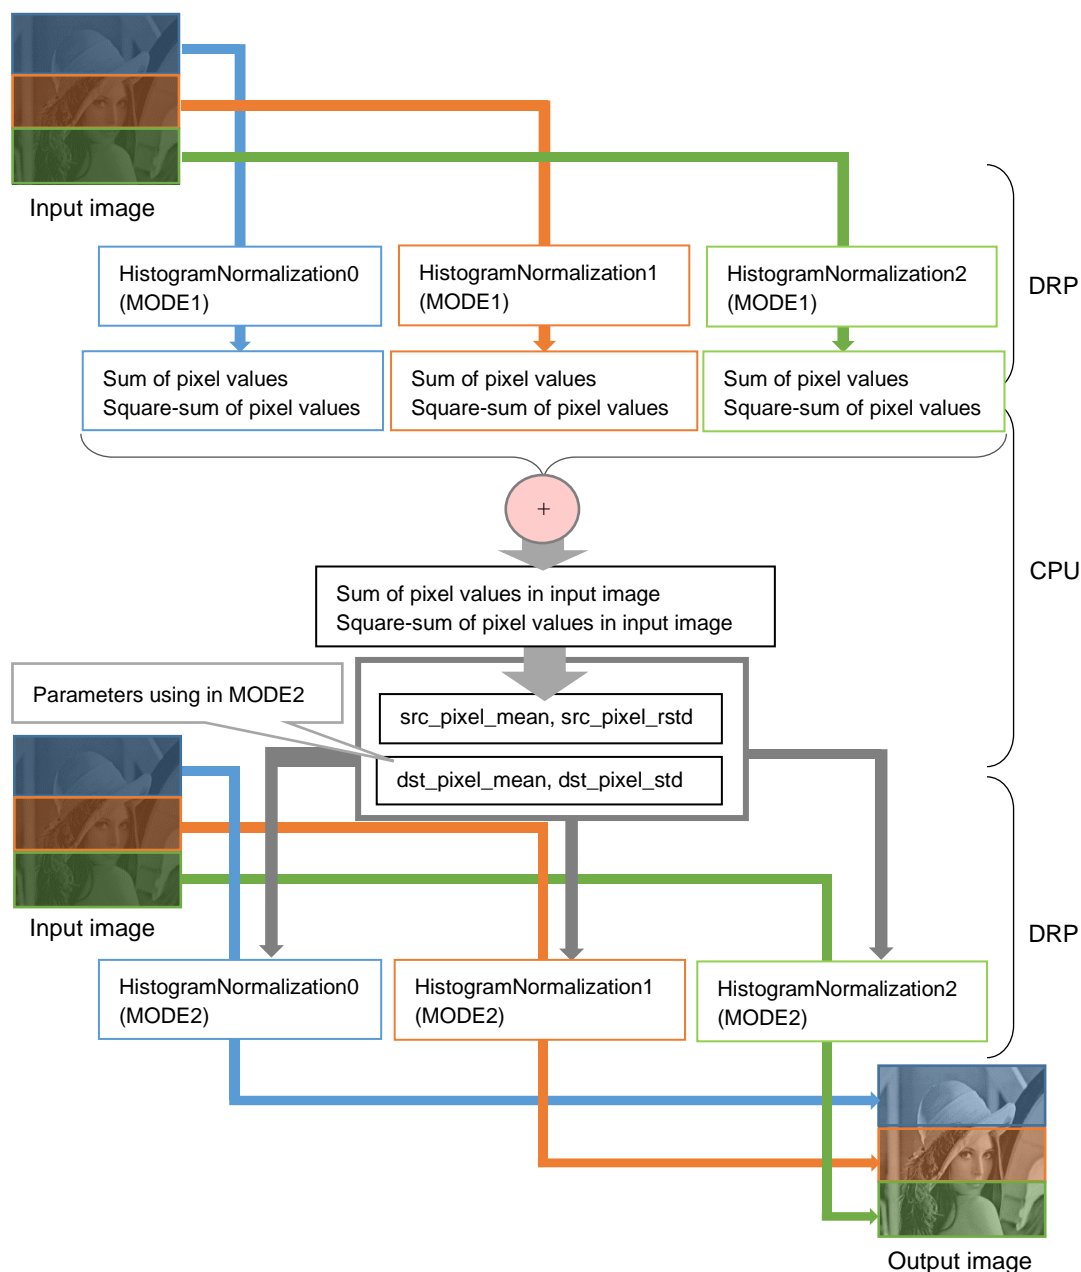 Input image
DRP
HistogramNormalization0
(MODE1)
HistogramNormalization1
(MODE1)
HistogramNormalization2
(MODE1)
Sum of pixel values
Square-sum of pixel values
Sum of pixel values
Square-sum of pixel values
Sum of pixel values
Square-sum of pixel values
+
CPU
Sum of pixel values in input image
Square-sum of pixel values in input image
Parameters using in MODE2
src_pixel_mean, src_pixel_rstd
dst_pixel_mean, dst_pixel_std
Input image
DRP
HistogramNormalization0
(MODE2)
HistogramNormalization1
(MODE2)
HistogramNormalization2
(MODE2)
Output image